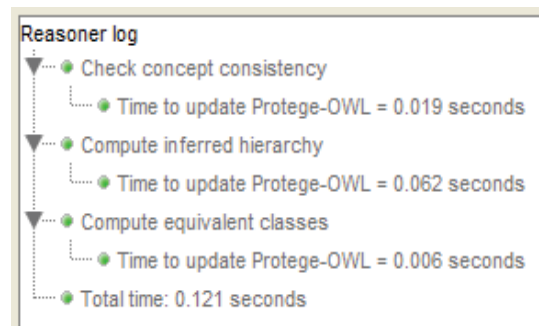 Reasoner log
Check concept consistency
Time to update Protege-OWL = 0.019 seconds
Compute inferred hierarchy
Time to update Protege-OWL = 0.062 seconds
Compute equivalent classes
Time to update Protege-OWL = 0.006 seconds
Total time: 0.121 seconds